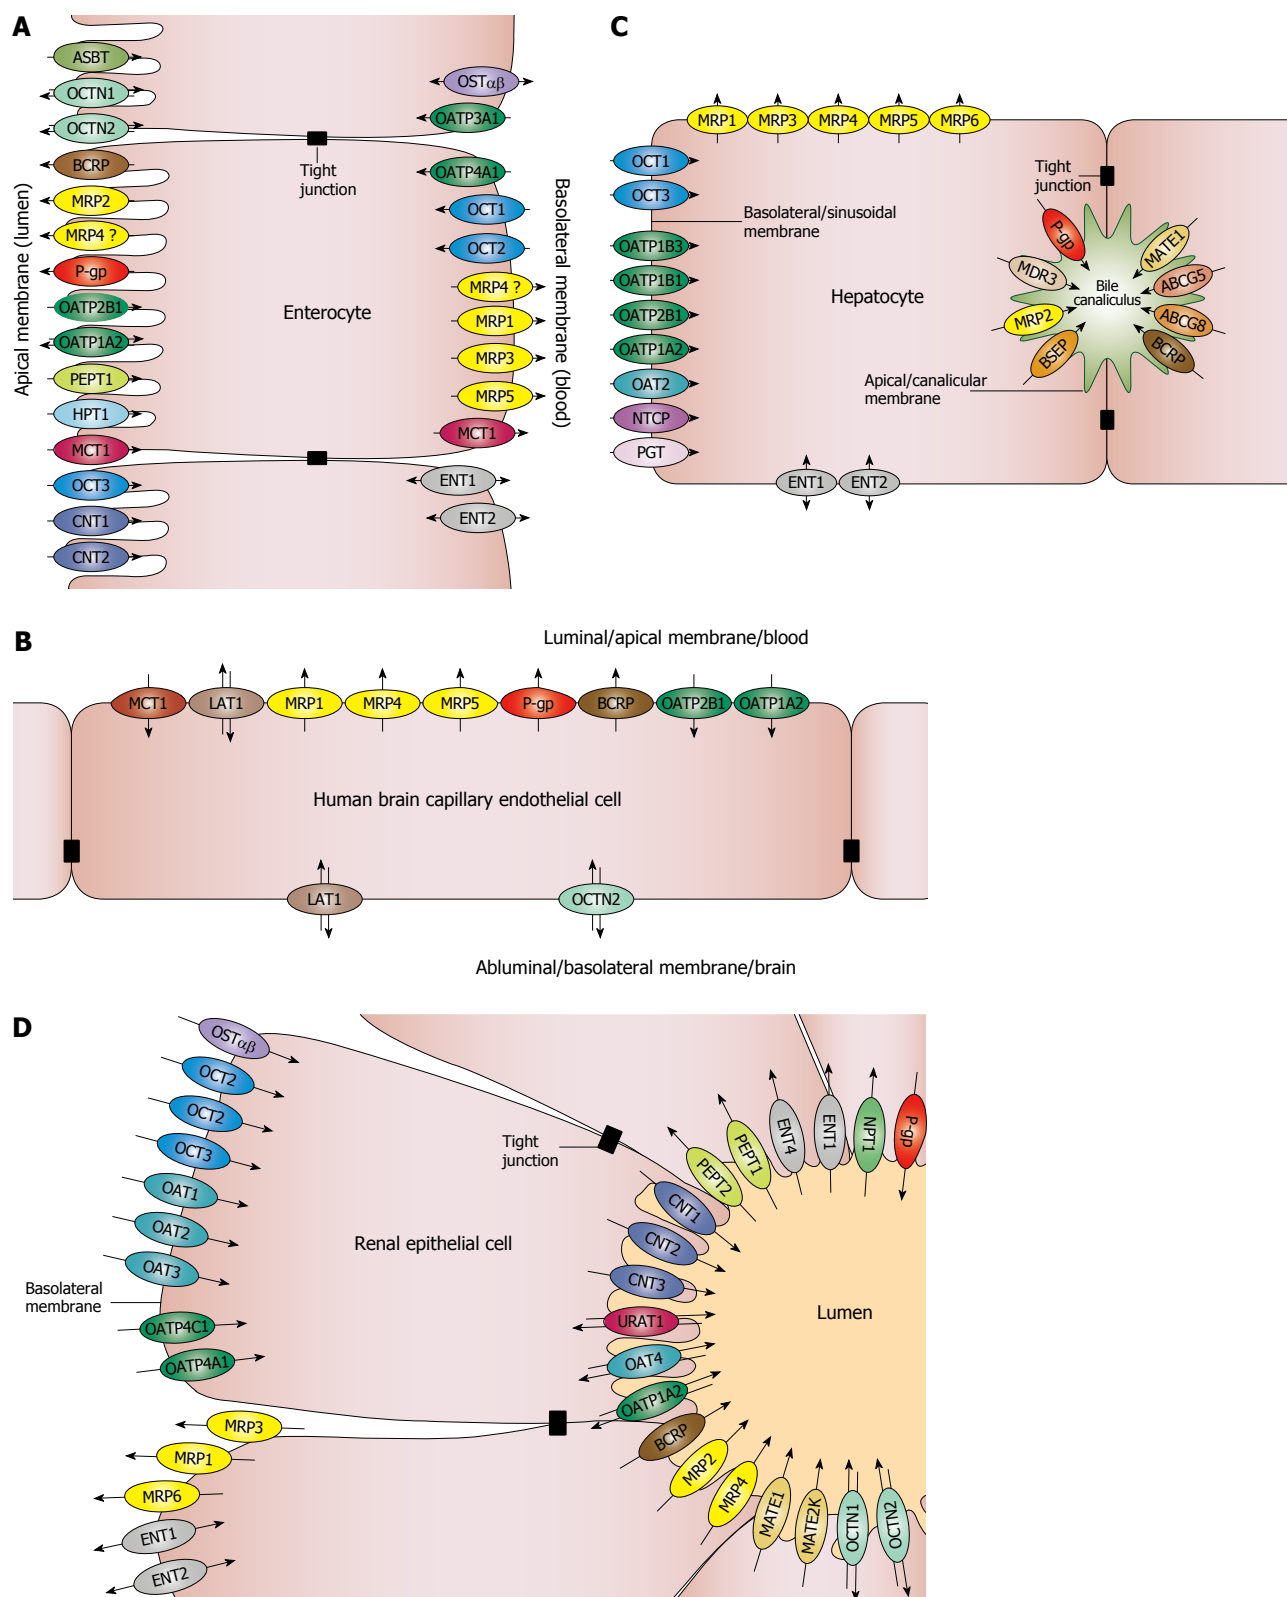 A
ASBT
OCTN1
OCTN2
BCRP
MRP2
MRP4 ?
P-gp
OATP2B1
OATP1A2
PEPT1
HPT1
MCT1
OCT3
CNT1
CNT2
Apical membrane (lumen)
Tight
junction
Enterocyte
OSTαβ
OATP3A1
OATP4A1
OCT1
OCT2
MRP4 ?
MRP1
MRP3
MRP5
MCT1
ENT1
ENT2
Basolateral membrane (blood)
C
MRP1
MRP3
MRP4
MRP5
MRP6
OCT1
OCT3
OATP1B3
OATP1B1
OATP2B1
OATP1A2
OAT2
NTCP
PGT
Basolateral/sinusoidal
membrane
Hepatocyte
Tight
junction
P-gp
MDR3
MRP2
BSEP
MATE1
ABCG5
ABCG8
BCRP
Bile
canaliculus
Apical/canalicular
membrane
ENT1
ENT2
B
Luminal/apical membrane/blood
MCT1
LAT1
MRP1
MRP4
MRP5
P-gp
BCRP
OATP2B1
OATP1A2
Human brain capillary endothelial cell
LAT1
OCTN2
Abluminal/basolateral membrane/brain
D
OSTαβ
OCT2
OCT2
OCT3
OAT1
OAT2
OAT3
Basolateral
membrane
OATP4C1
OATP4A1
MRP3
MRP1
MRP6
ENT1
ENT2
Tight
junction
Renal epithelial cell
PEPT2
PEPT1
ENT4
ENT1
NPT1
P-gp
CNT1
CNT2
CNT3
URAT1
OAT4
OATP1A2
BCRP
MRP2
MRP4
MATE1
MATE2K
OCTN1
OCTN2
Lumen